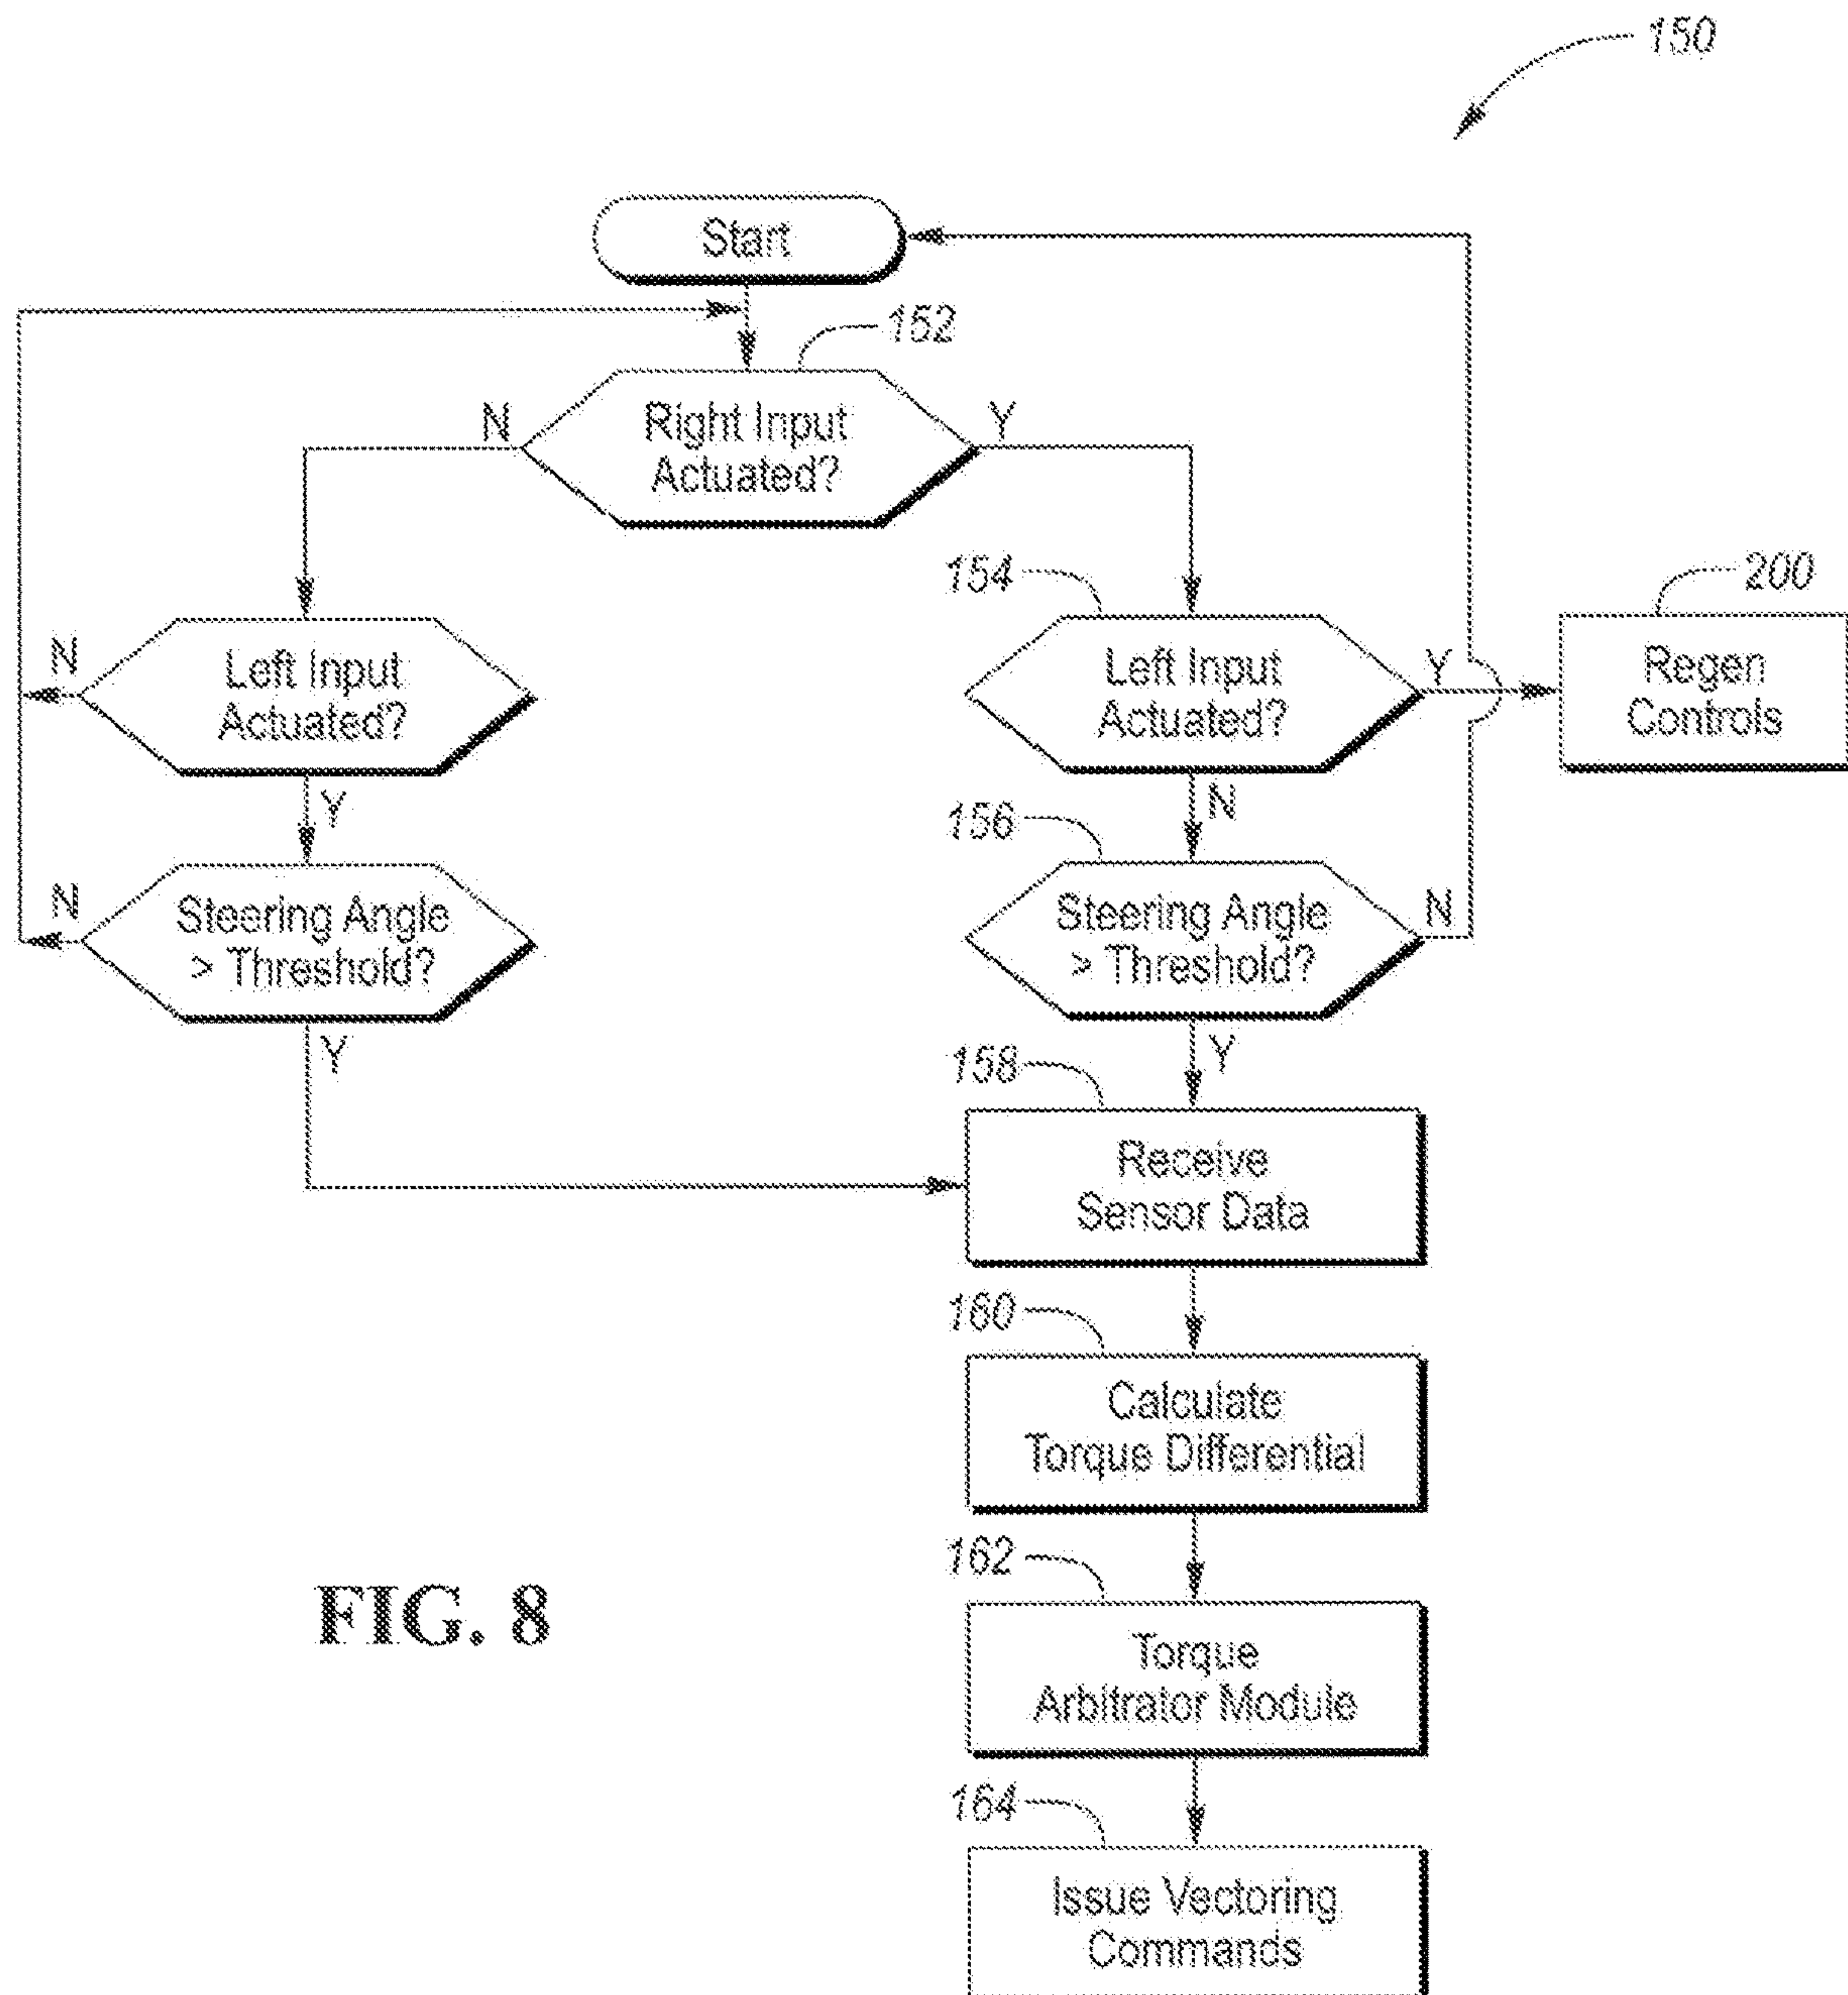 150
Start
152
N
Right Input
Actuated?
Y
154
200
N
Left Input
Actuated?
Left Input
Actuated?
Y
Regen
Controls
Y
N
156
N
Steering Angle
> Threshold?
Steering Angle
> Threshold?
N
Y
Y
158
Receive
Sensor Data
160
Calculate
Torque Differential
162
Torque
Arbitrator Module
164
Issue Vectoring
Commands
FIG. 8